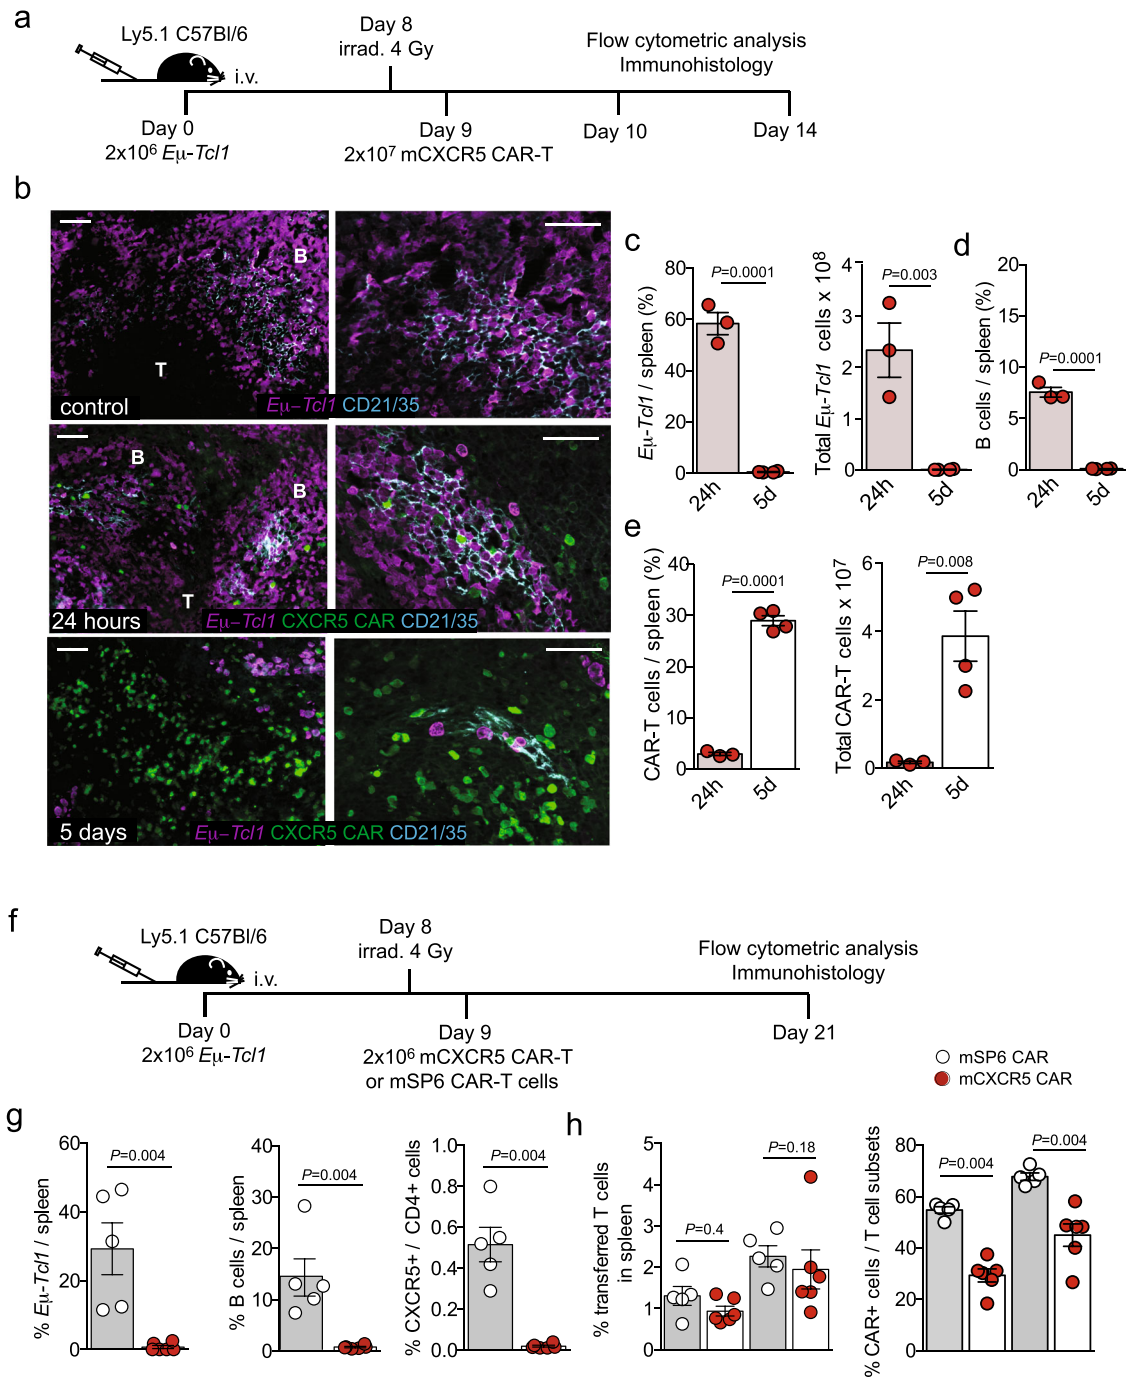 a
Ly5.1 C57Bl/6
i.v.
Day 8
irrad. 4 Gy
Flow cytometric analysis
Immunohistology
Day 0
2x10⁶ Eµ-Tcl1
Day 9
2x10⁷ mCXCR5 CAR-T
Day 10
Day 14
b
B
T
control
Eµ–Tcl1 CD21/35
B
B
T
24 hours
Eµ–Tcl1 CXCR5 CAR CD21/35
5 days
Eµ–Tcl1 CXCR5 CAR CD21/35
c
Eµ-Tcl1 / spleen (%)
80
60
40
20
0
P=0.0001
24h
5d
Total Eµ-Tcl1 cells x 10⁸
4
3
2
1
0
P=0.003
24h
5d
d
B cells / spleen (%)
20
15
10
5
0
P=0.0001
24h
5d
e
CAR-T cells / spleen (%)
40
30
20
10
0
P=0.0001
24h
5d
Total CAR-T cells x 10⁷
6
4
2
0
P=0.008
24h
5d
f
Ly5.1 C57Bl/6
i.v.
Day 8
irrad. 4 Gy
Flow cytometric analysis
Immunohistology
Day 0
2x10⁶ Eµ-Tcl1
Day 9
2x10⁶ mCXCR5 CAR-T
or mSP6 CAR-T cells
Day 21
mSP6 CAR
mCXCR5 CAR
g
% Eµ-Tcl1 / spleen
60
40
20
0
P=0.004
% B cells / spleen
40
30
20
10
0
P=0.004
% CXCR5+ / CD4+ cells
1.0
0.8
0.6
0.4
0.2
0
P=0.004
h
% transferred T cells
in spleen
5
4
3
2
1
0
P=0.4
P=0.18
% CAR+ cells / T cell subsets
80
60
40
20
0
P=0.004
P=0.004